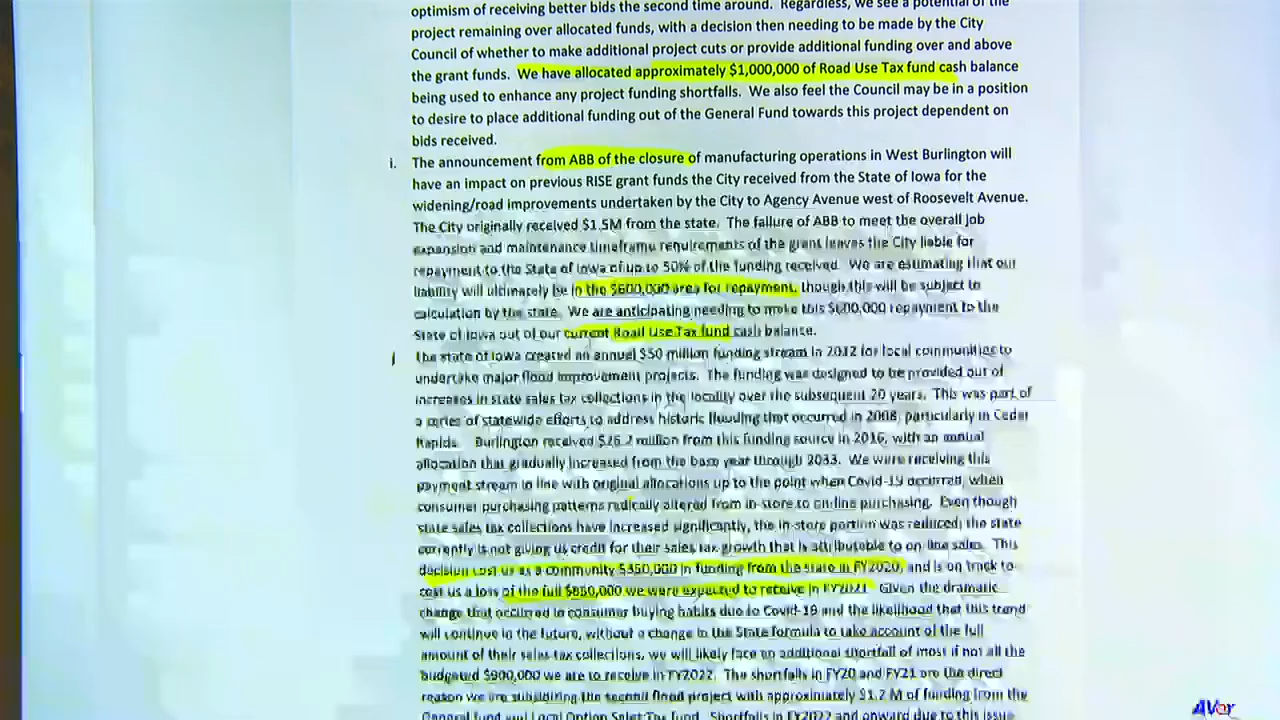 optimism of receiving better bids the second time around. Regardless, we see a potential of the
project remaining over allocated funds, with a decision then needing to be made by the City
Council of whether to make additional project cuts or provide additional funding over and above
the grant funds. We have allocated approximately $1,000,000 of Road Use Tax fund cash balance
being used to enhance any project funding shortfalls. We also feel the Council may be in a position
to desire to place additional funding out of the General Fund towards this project dependent on
bids received.
i. The announcement from ABB of the closure of manufacturing operations in West Burlington will
have an impact on previous RISE grant funds the City received from the State of Iowa for the
widening/road improvements undertaken by the City to Agency Avenue west of Roosevelt Avenue.
The City originally received $1.5M from the state. The failure of ABB to meet the overall job
expansion and maintenance timeframe requirements of the grant leaves the City liable for
repayment to the State of Iowa of up to 50% of the funding received. We are estimating that our
liability will ultimately be in the $600,000 area for repayment, though this will be subject to
calculation by the state. We are anticipating needing to make this $600,000 repayment to the
State of Iowa out of our current Road Use Tax fund cash balance.
j The state of Iowa created an annual $50 million funding stream in 2012 for local communities to
undertake major flood improvement projects. The funding was designed to be provided out of
increases in state sales tax collections in the locality over the subsequent 20 years. This was part of
a series of statewide efforts to address historic flooding that occurred in 2008, particularly in Cedar
Rapids. Burlington received $26.2 million from this funding source in 2016, with an annual
allocation that gradually increased from the base year through 2033. We were receiving this
payment stream in line with original allocations up to the point when Covid-19 occurred, when
consumer purchasing patterns radically altered from in-store to on-line purchasing. Even though
state sales tax collections have increased significantly, the in-store portion was reduced; the state
currently is not giving us credit for their sales tax growth that is attributable to on-line sales. This
decision cost us as a community $350,000 in funding from the state in FY2020, and is on track to
cost us a loss of the full $850,000 we were expected to receive in FY2021 Given the dramatic
change that occurred in consumer buying habits due to Covid-19 and the likelihood that this trend
will continue in the future, without a change in the State formula to take account of the full
amount of their sales tax collections, we will likely face an additional shortfall of most if not all the
budgeted $900,000 we are to receive in FY2022. The shortfalls in FY20 and FY21 are the direct
reason we are subsidizing the second flood project with approximately $1.2 M of funding from the
General fund and Local Option Sales Tax fund. Shortfalls in FY2022 and onward due to this issue
AVer